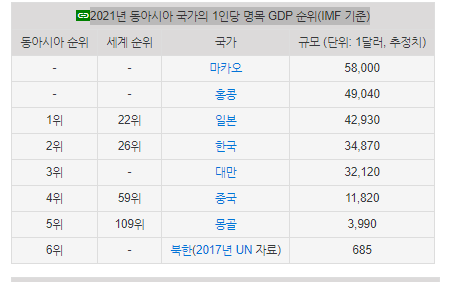 2021년 동아시아 국가의 1인당 명목 GDP 순위(IMF 기준)
동아시아 순위 세계 순위 국가 규모 (단위: 1달러, 추정치)
- - 마카오 58,000
- - 홍콩 49,040
1위 22위 일본 42,930
2위 26위 한국 34,870
3위 - 대만 32,120
4위 59위 중국 11,820
5위 109위 몽골 3,990
6위 - 북한(2017년 UN 자료) 685